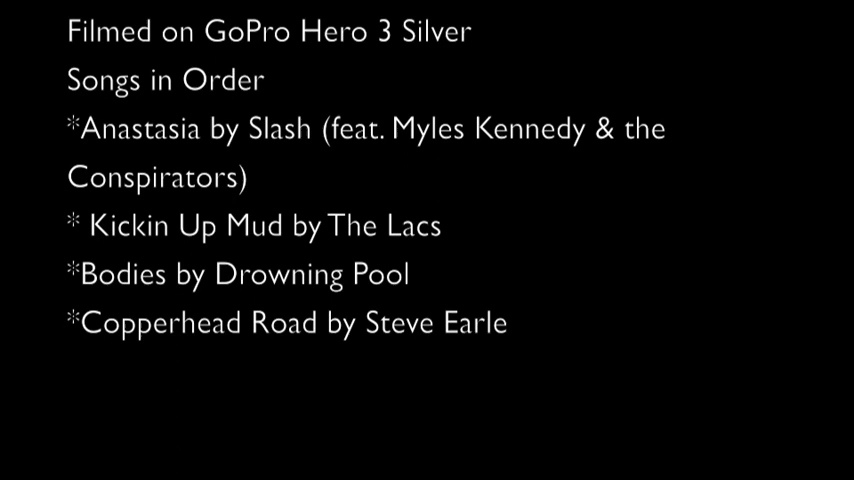 Filmed on GoPro Hero 3 Silver
Songs in Order
*Anastasia by Slash (feat. Myles Kennedy & the
Conspirators)
* Kickin Up Mud by The Lacs
*Bodies by Drowning Pool
*Copperhead Road by Steve Earle